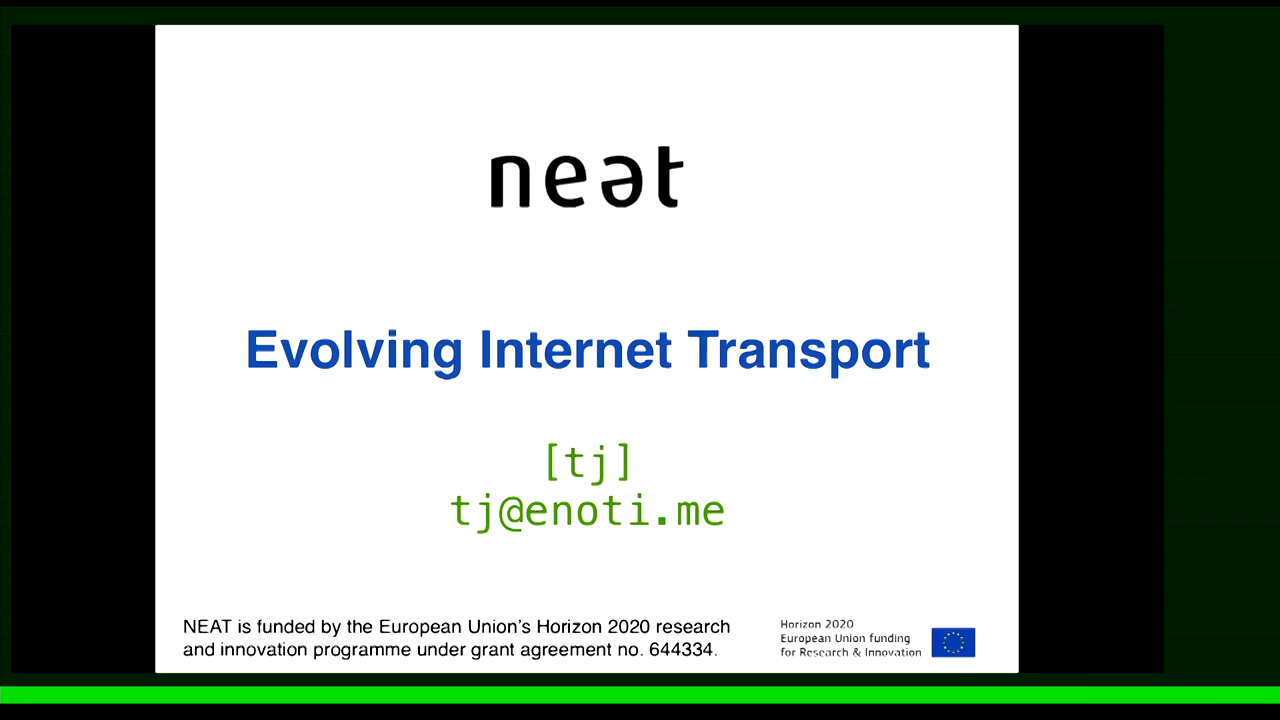 neat
Evolving Internet Transport
[tj]
tj@enoti.me
NEAT is funded by the European Union's Horizon 2020 research
and innovation programme under grant agreement no. 644334.
Horizon 2020
European Union funding
for Research & Innovation